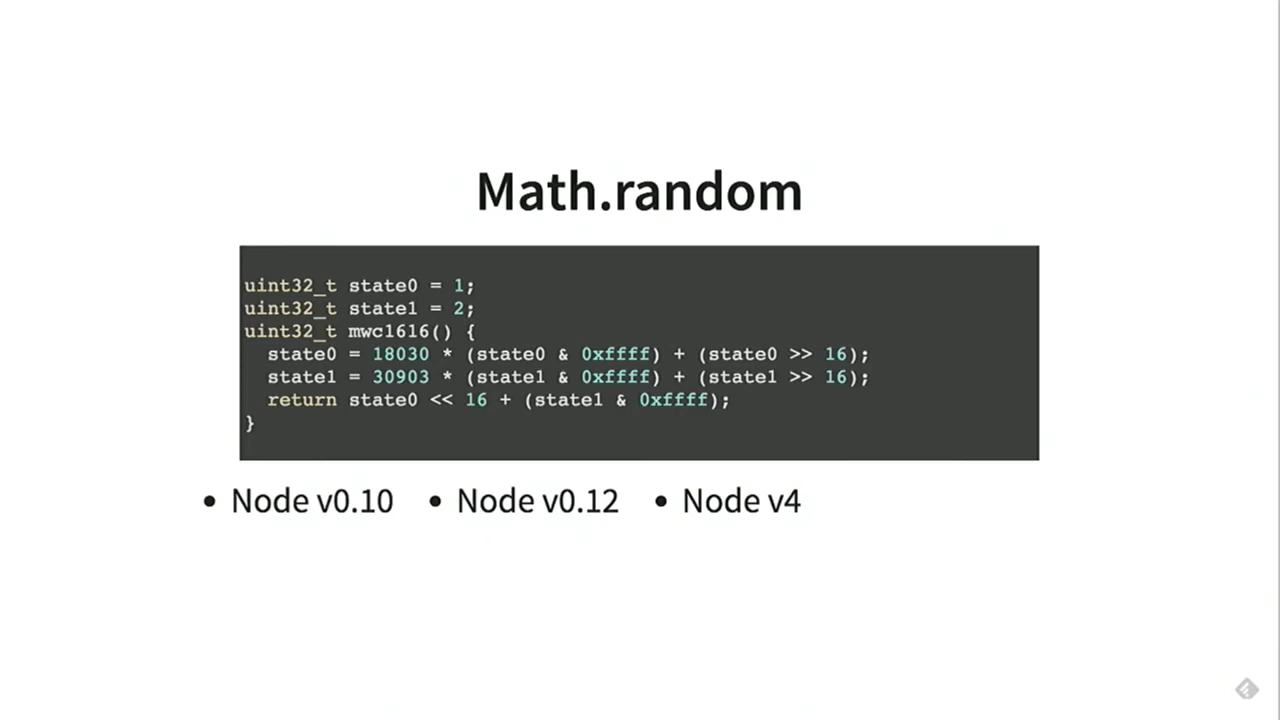 Math.random
uint32_t state0 = 1;
uint32_t state1 = 2;
uint32_t mwc1616() {
  state0 = 18030 * (state0 & 0xffff) + (state0 >> 16);
  state1 = 30903 * (state1 & 0xffff) + (state1 >> 16);
  return state0 << 16 + (state1 & 0xffff);
}
• Node v0.10 • Node v0.12 • Node v4